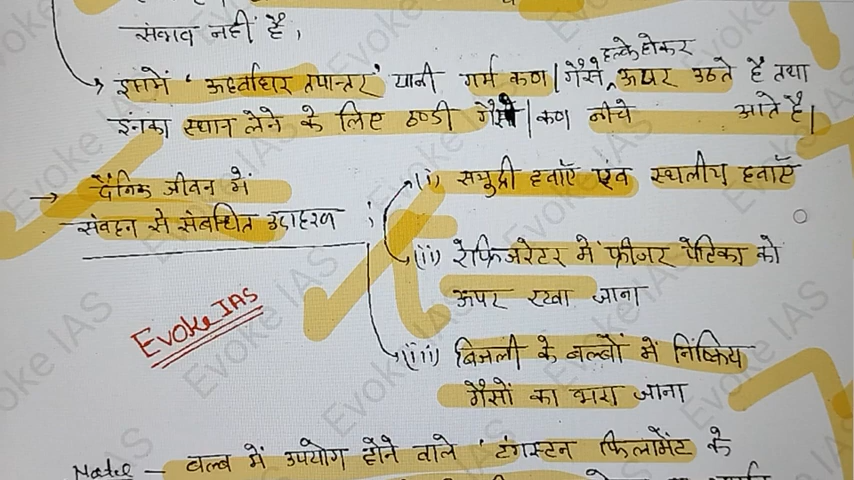 संभव नहीं है,
हल्के होकर
→ इसमें 'ऊर्ध्वाधर तपान्तर' यानी गर्म कण|गैसें ऊपर उठते है तथा
इनका स्थान लेने के लिए ठण्डी गैसें|कण नीचे आते है|
→ दैनिक जीवन में
संवहन से संबंधित उदाहरण :
(i) समुद्री हवाएँ एंव स्थलीय हवाएँ
(ii) रेफ्रिजरेटर में फ्रीजर पेटिका को
ऊपर रखा जाना
(iii) बिजली के बल्बों में निष्क्रिय
गैसों का भरा जाना
Evoke IAS
Note — बल्ब में उपयोग होने वाले 'टंगस्टन फिलामेंट के